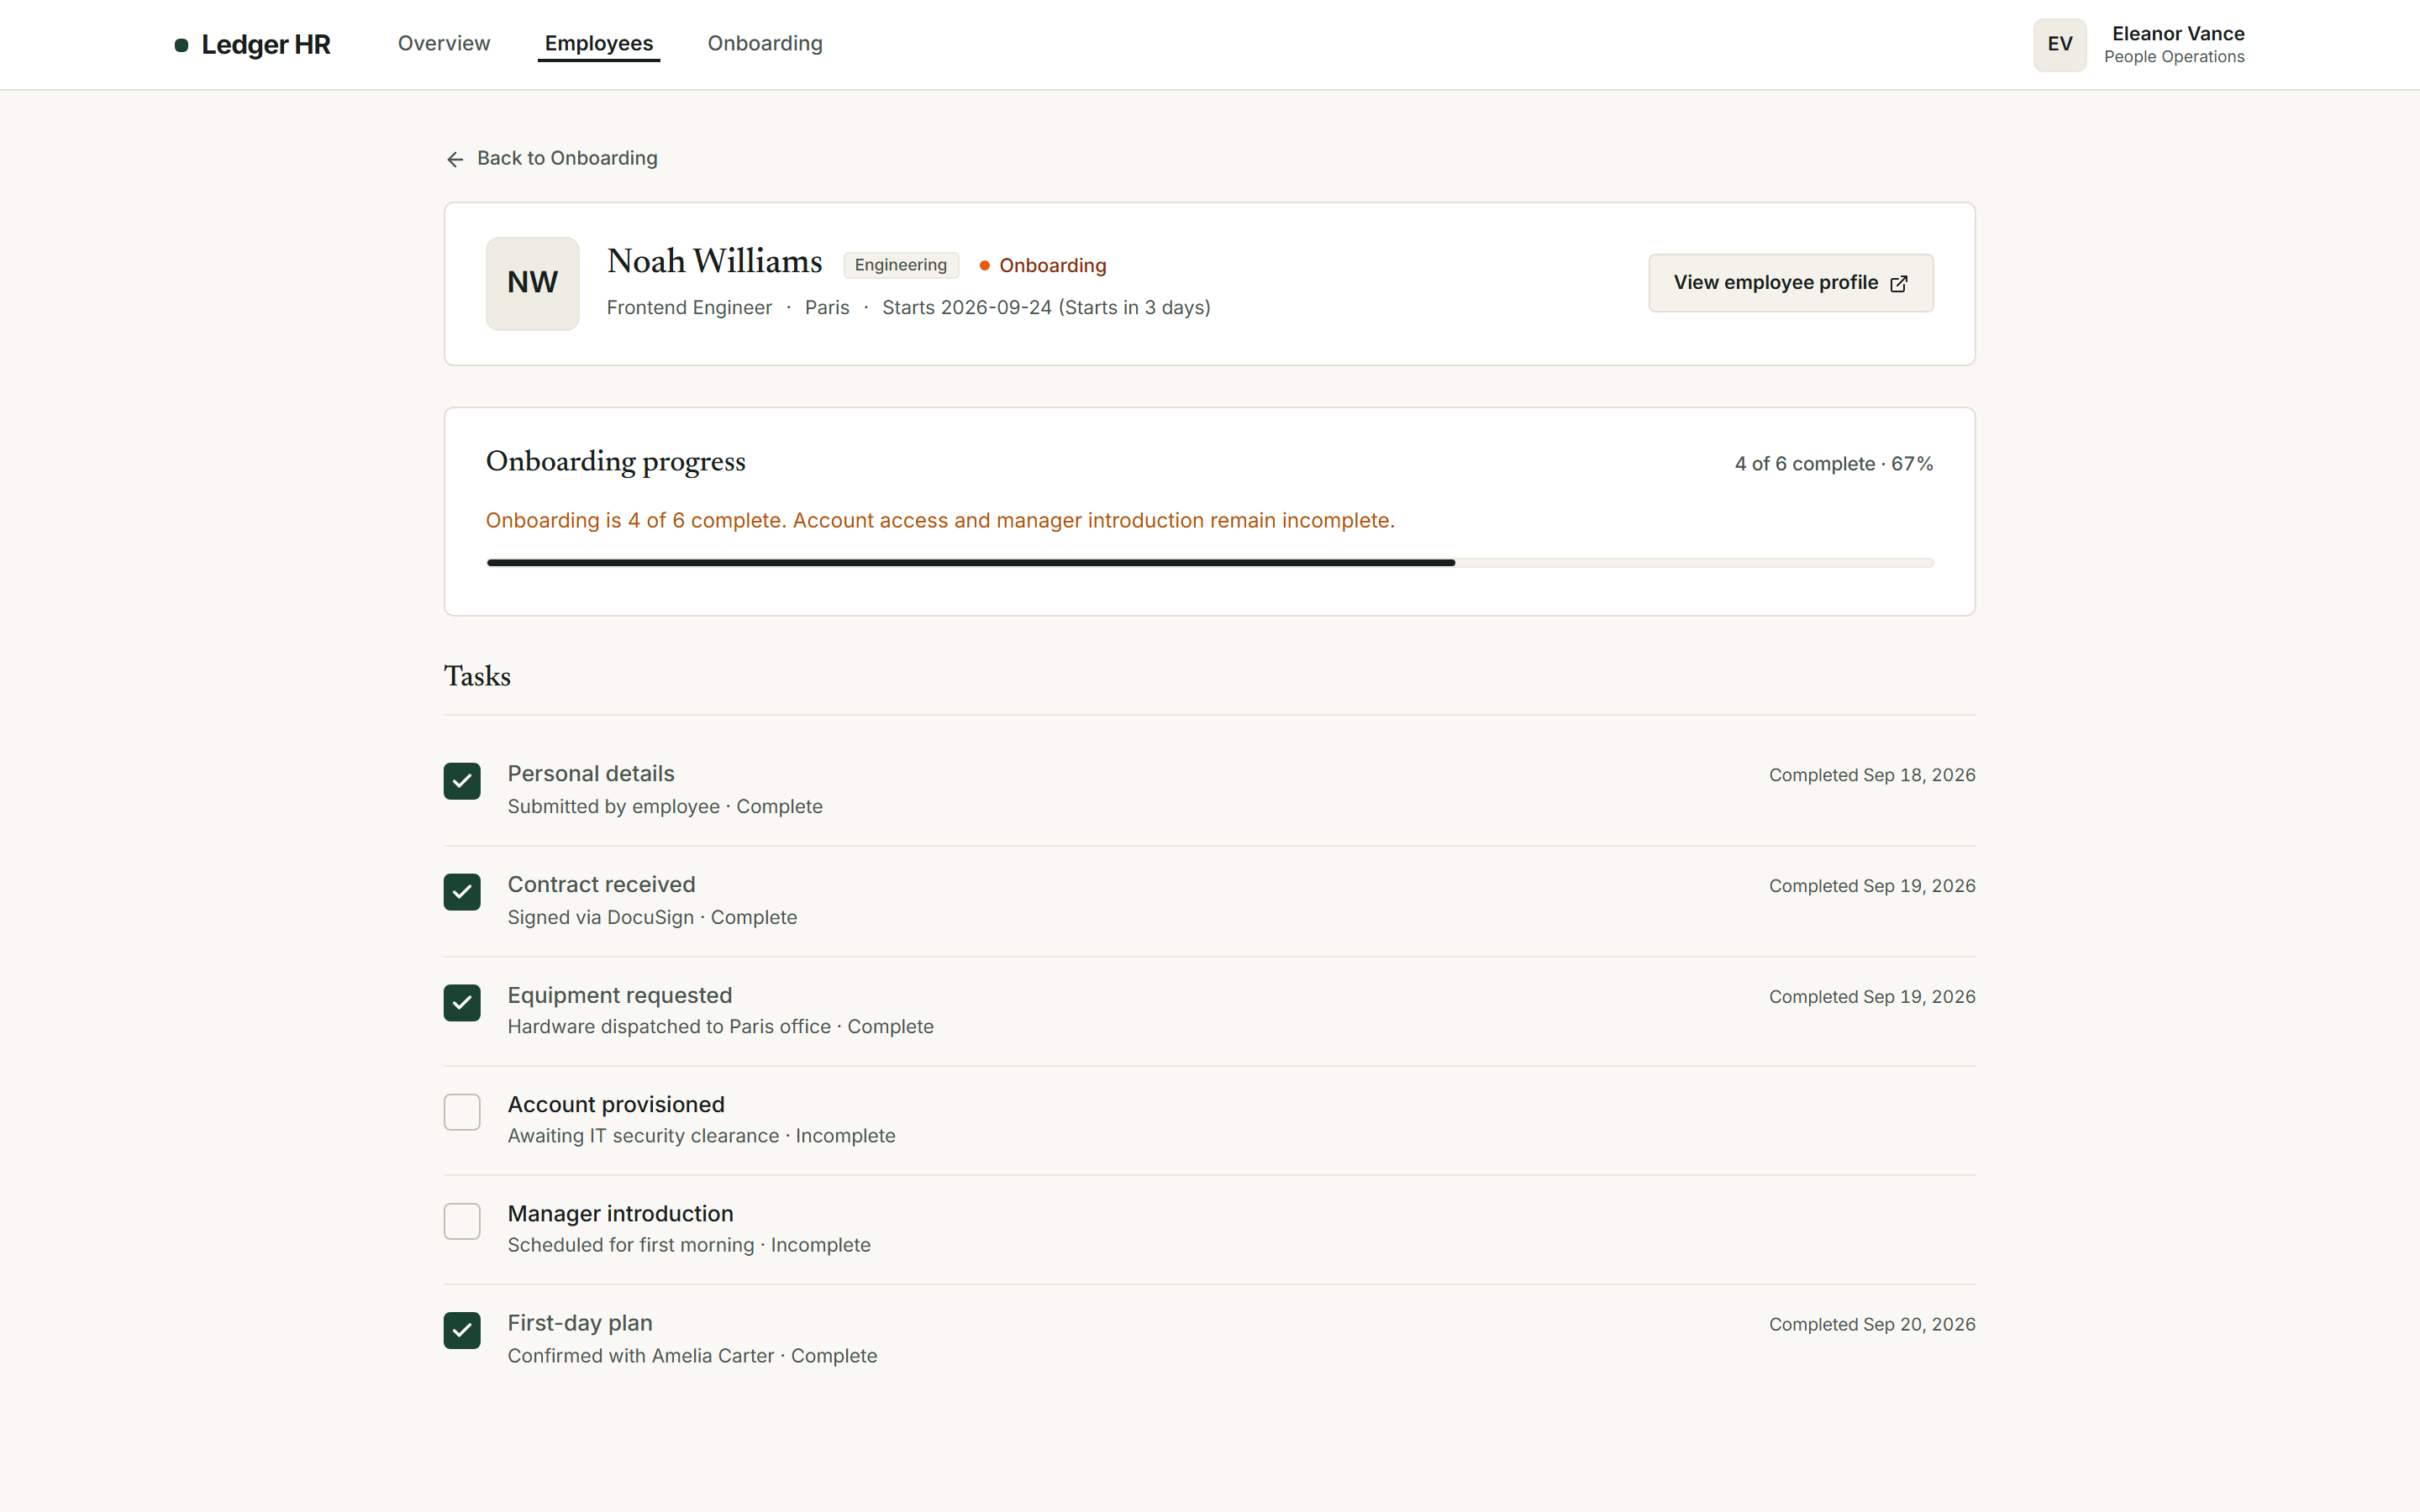 Ledger HR
Overview
Employees
Onboarding
EV
Eleanor Vance
People Operations
Back to Onboarding
NW
Noah Williams
Engineering
Onboarding
Frontend Engineer · Paris · Starts 2026-09-24 (Starts in 3 days)
View employee profile
Onboarding progress
4 of 6 complete · 67%
Onboarding is 4 of 6 complete. Account access and manager introduction remain incomplete.
Tasks
Personal details
Completed Sep 18, 2026
Submitted by employee · Complete
Contract received
Completed Sep 19, 2026
Signed via DocuSign · Complete
Equipment requested
Completed Sep 19, 2026
Hardware dispatched to Paris office · Complete
Account provisioned
Awaiting IT security clearance · Incomplete
Manager introduction
Scheduled for first morning · Incomplete
First-day plan
Completed Sep 20, 2026
Confirmed with Amelia Carter · Complete